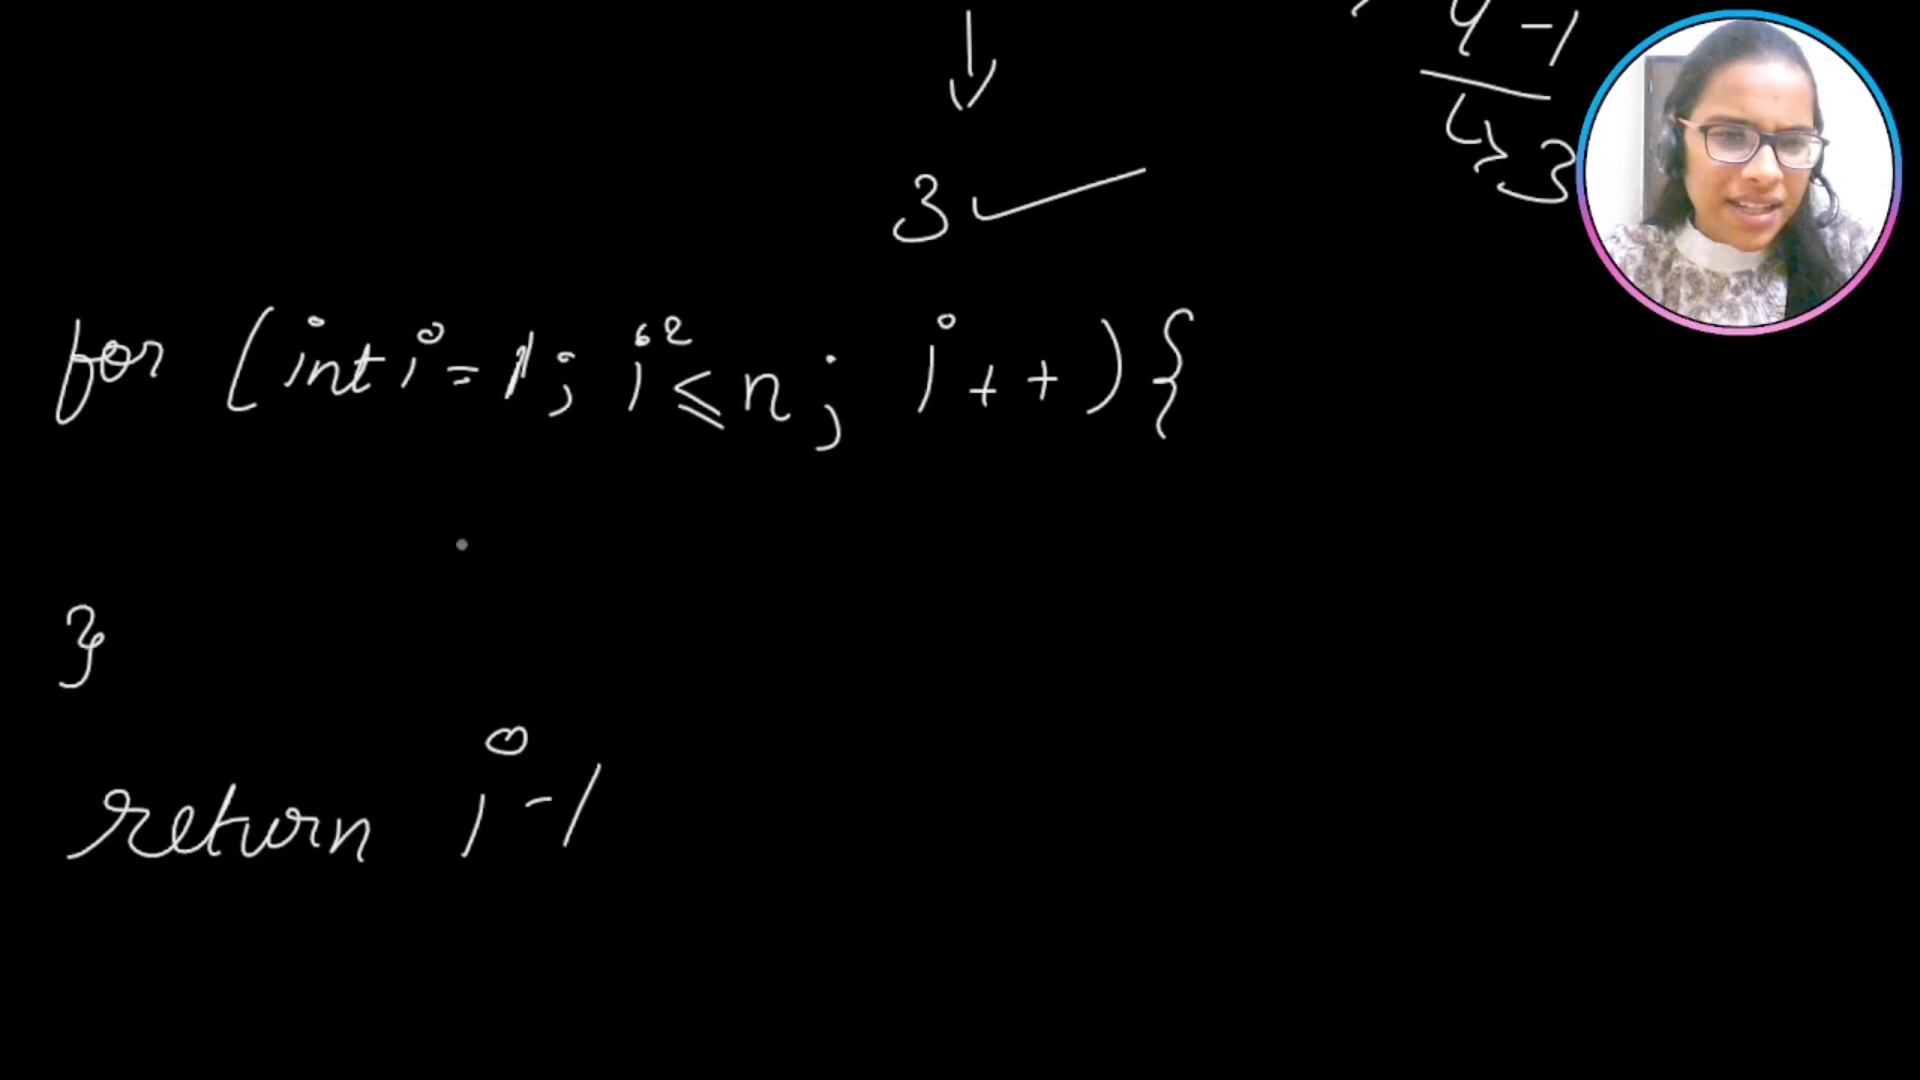 4 - 1
↳ 3
3 ✓
for (int i = 1; i² ≤ n; i++) {
}
return i - 1